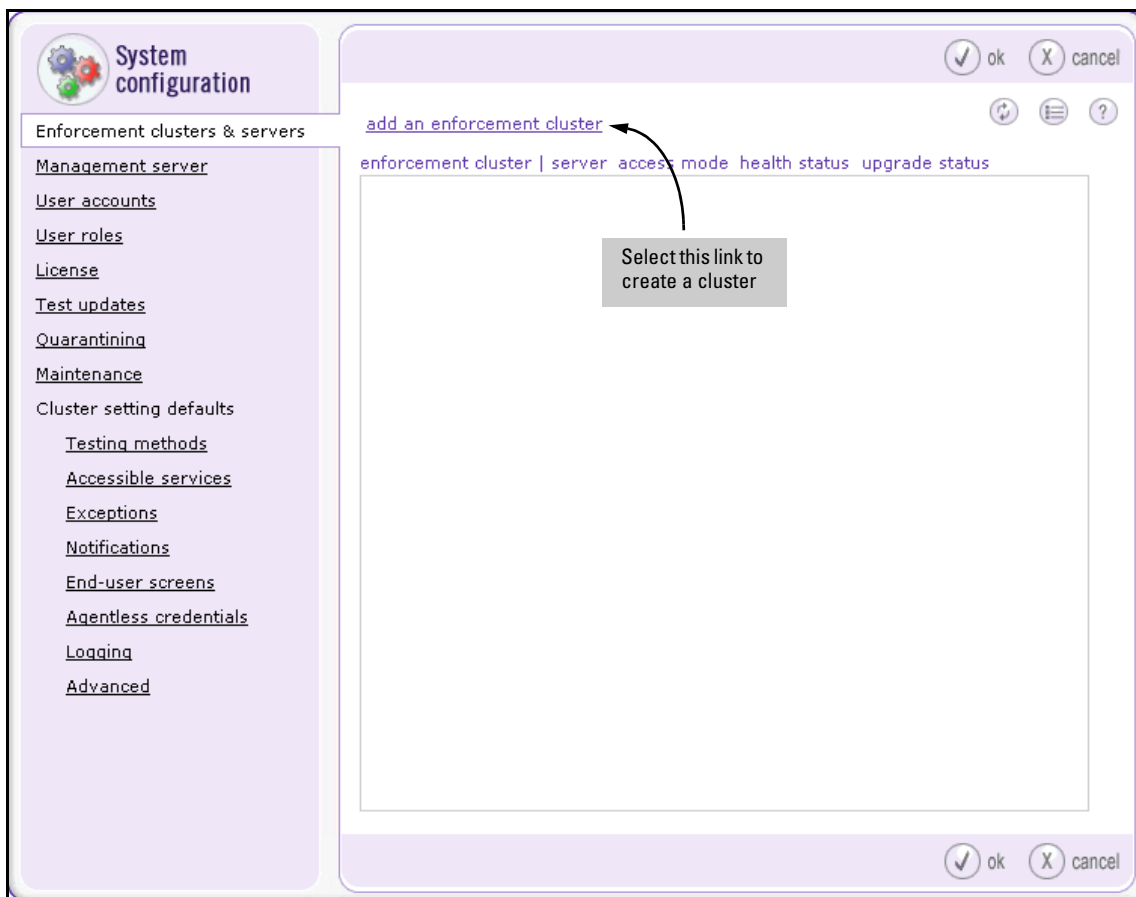 System
configuration
Enforcement clusters & servers
Management server
User accounts
User roles
License
Test updates
Quarantining
Maintenance
Cluster setting defaults
Testing methods
Accessible services
Exceptions
Notifications
End-user screens
Agentless credentials
Logging
Advanced
ok cancel
add an enforcement cluster
enforcement cluster | server access mode health status upgrade status
Select this link to
create a cluster
ok cancel